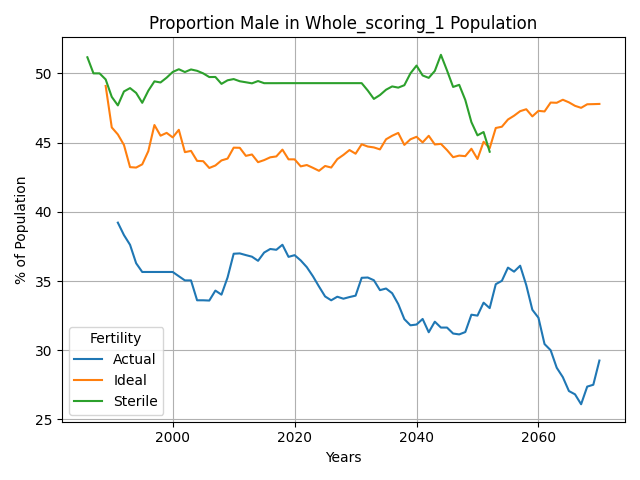 Proportion Male in Whole_scoring_1 Population
% of Population
50
45
40
35
30
25
Fertility
Actual
Ideal
Sterile
2000
2020
2040
2060
Years